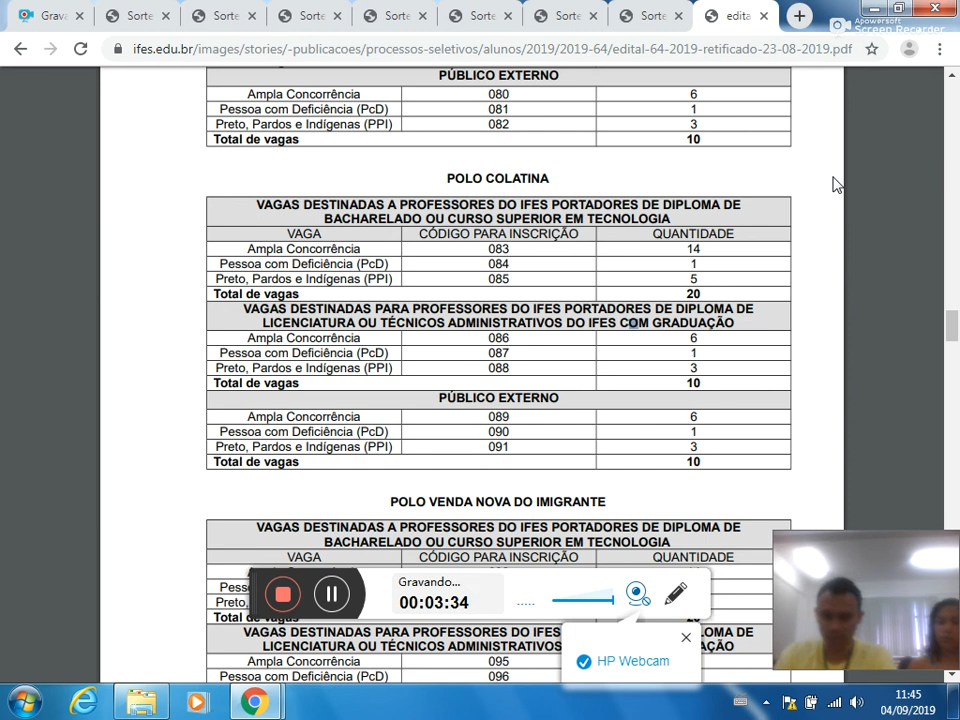 Grava
Sorte
Sorte
Sorte
Sorte
Sorte
Sorte
Sorte
edita
Apowersoft
Screen Recorder
ifes.edu.br/images/stories/-publicacoes/processos-seletivos/alunos/2019/2019-64/edital-64-2019-retificado-23-08-2019.pdf
PÚBLICO EXTERNO
Ampla Concorrência 080 6
Pessoa com Deficiência (PcD) 081 1
Preto, Pardos e Indígenas (PPI) 082 3
Total de vagas 10
POLO COLATINA
VAGAS DESTINADAS A PROFESSORES DO IFES PORTADORES DE DIPLOMA DE
BACHARELADO OU CURSO SUPERIOR EM TECNOLOGIA
VAGA CÓDIGO PARA INSCRIÇÃO QUANTIDADE
Ampla Concorrência 083 14
Pessoa com Deficiência (PcD) 084 1
Preto, Pardos e Indígenas (PPI) 085 5
Total de vagas 20
VAGAS DESTINADAS PARA PROFESSORES DO IFES PORTADORES DE DIPLOMA DE
LICENCIATURA OU TÉCNICOS ADMINISTRATIVOS DO IFES COM GRADUAÇÃO
Ampla Concorrência 086 6
Pessoa com Deficiência (PcD) 087 1
Preto, Pardos e Indígenas (PPI) 088 3
Total de vagas 10
PÚBLICO EXTERNO
Ampla Concorrência 089 6
Pessoa com Deficiência (PcD) 090 1
Preto, Pardos e Indígenas (PPI) 091 3
Total de vagas 10
POLO VENDA NOVA DO IMIGRANTE
VAGAS DESTINADAS A PROFESSORES DO IFES PORTADORES DE DIPLOMA DE
BACHARELADO OU CURSO SUPERIOR EM TECNOLOGIA
VAGA CÓDIGO PARA INSCRIÇÃO QUANTIDADE
Gravando...
00:03:34
HP Webcam
VAGAS DESTINADAS PARA PROFESSORES DO IFES
LICENCIATURA OU TÉCNICOS ADMINISTRATIVOS
Ampla Concorrência 095
Pessoa com Deficiência (PcD) 096
11:45
04/09/2019